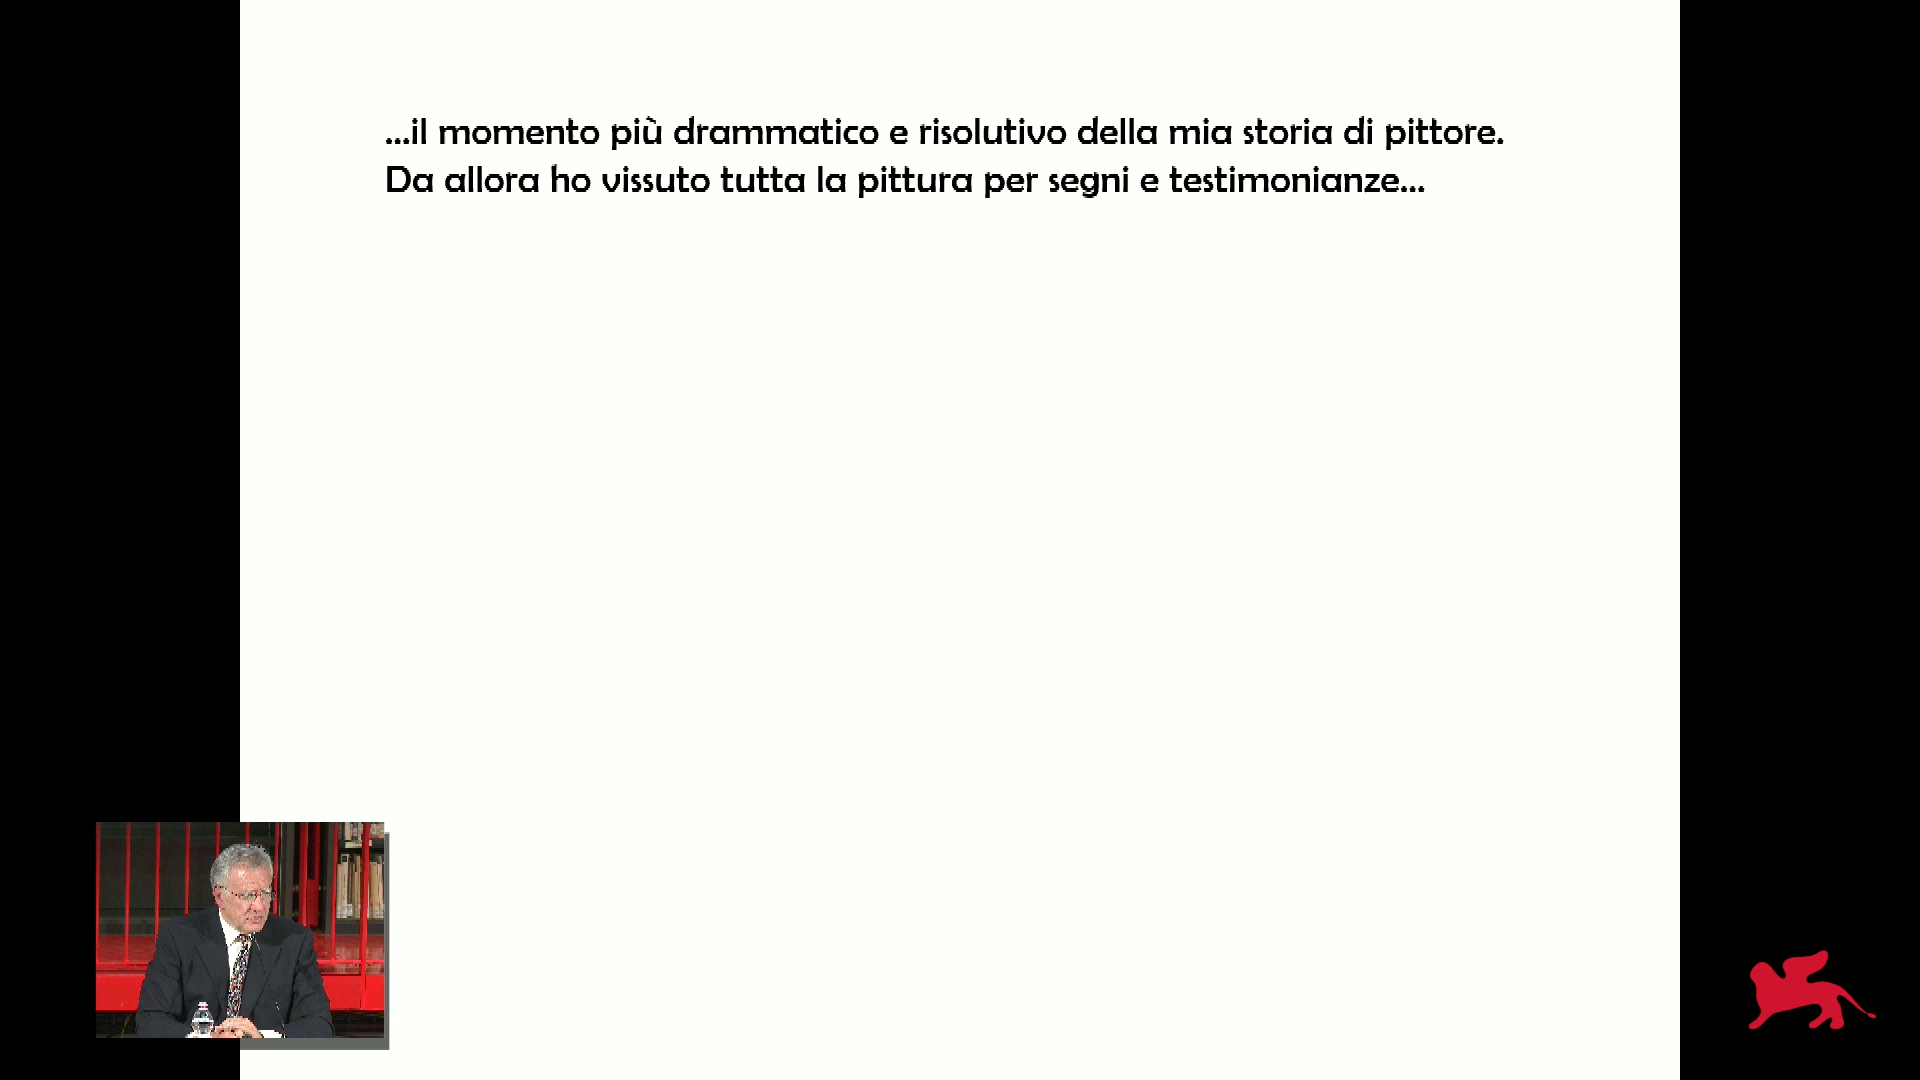 ...il momento più drammatico e risolutivo della mia storia di pittore.
Da allora ho vissuto tutta la pittura per segni e testimonianze...